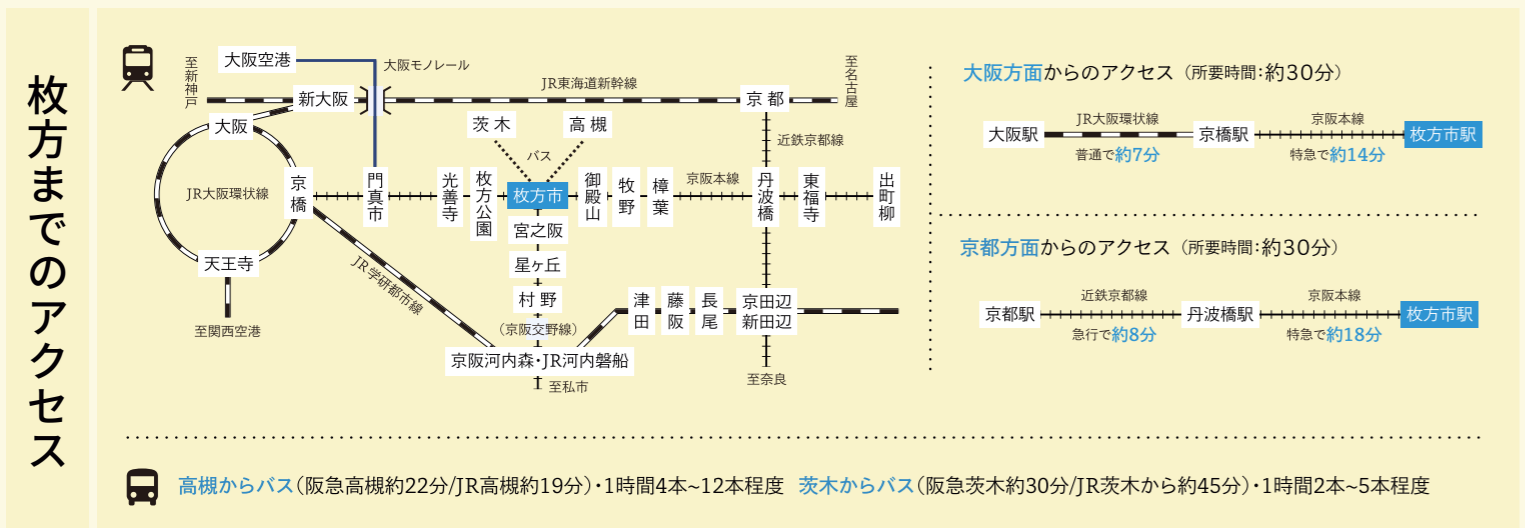 枚方までのアクセス
至新神戸
大阪空港
大阪モノレール
至名古屋
新大阪
JR東海道新幹線
京都
大阪
茨木
高槻
バス
近鉄京都線
JR大阪環状線
京橋
門真市
光善寺
枚方公園
枚方市
御殿山
牧野
樟葉
京阪本線
丹波橋
東福寺
出町柳
宮之阪
星ヶ丘
村野
(京阪交野線)
天王寺
至関西空港
JR学研都市線
津田
藤阪
長尾
京田辺
新田辺
京阪河内森・JR河内磐船
至私市
至奈良
大阪方面からのアクセス(所要時間:約30分)
大阪駅
JR大阪環状線
普通で約7分
京橋駅
京阪本線
特急で約14分
枚方市駅
京都方面からのアクセス(所要時間:約30分)
京都駅
近鉄京都線
急行で約8分
丹波橋駅
京阪本線
特急で約18分
枚方市駅
高槻からバス(阪急高槻約22分/JR高槻約19分)・1時間4本~12本程度 茨木からバス(阪急茨木約30分/JR茨木から約45分)・1時間2本~5本程度